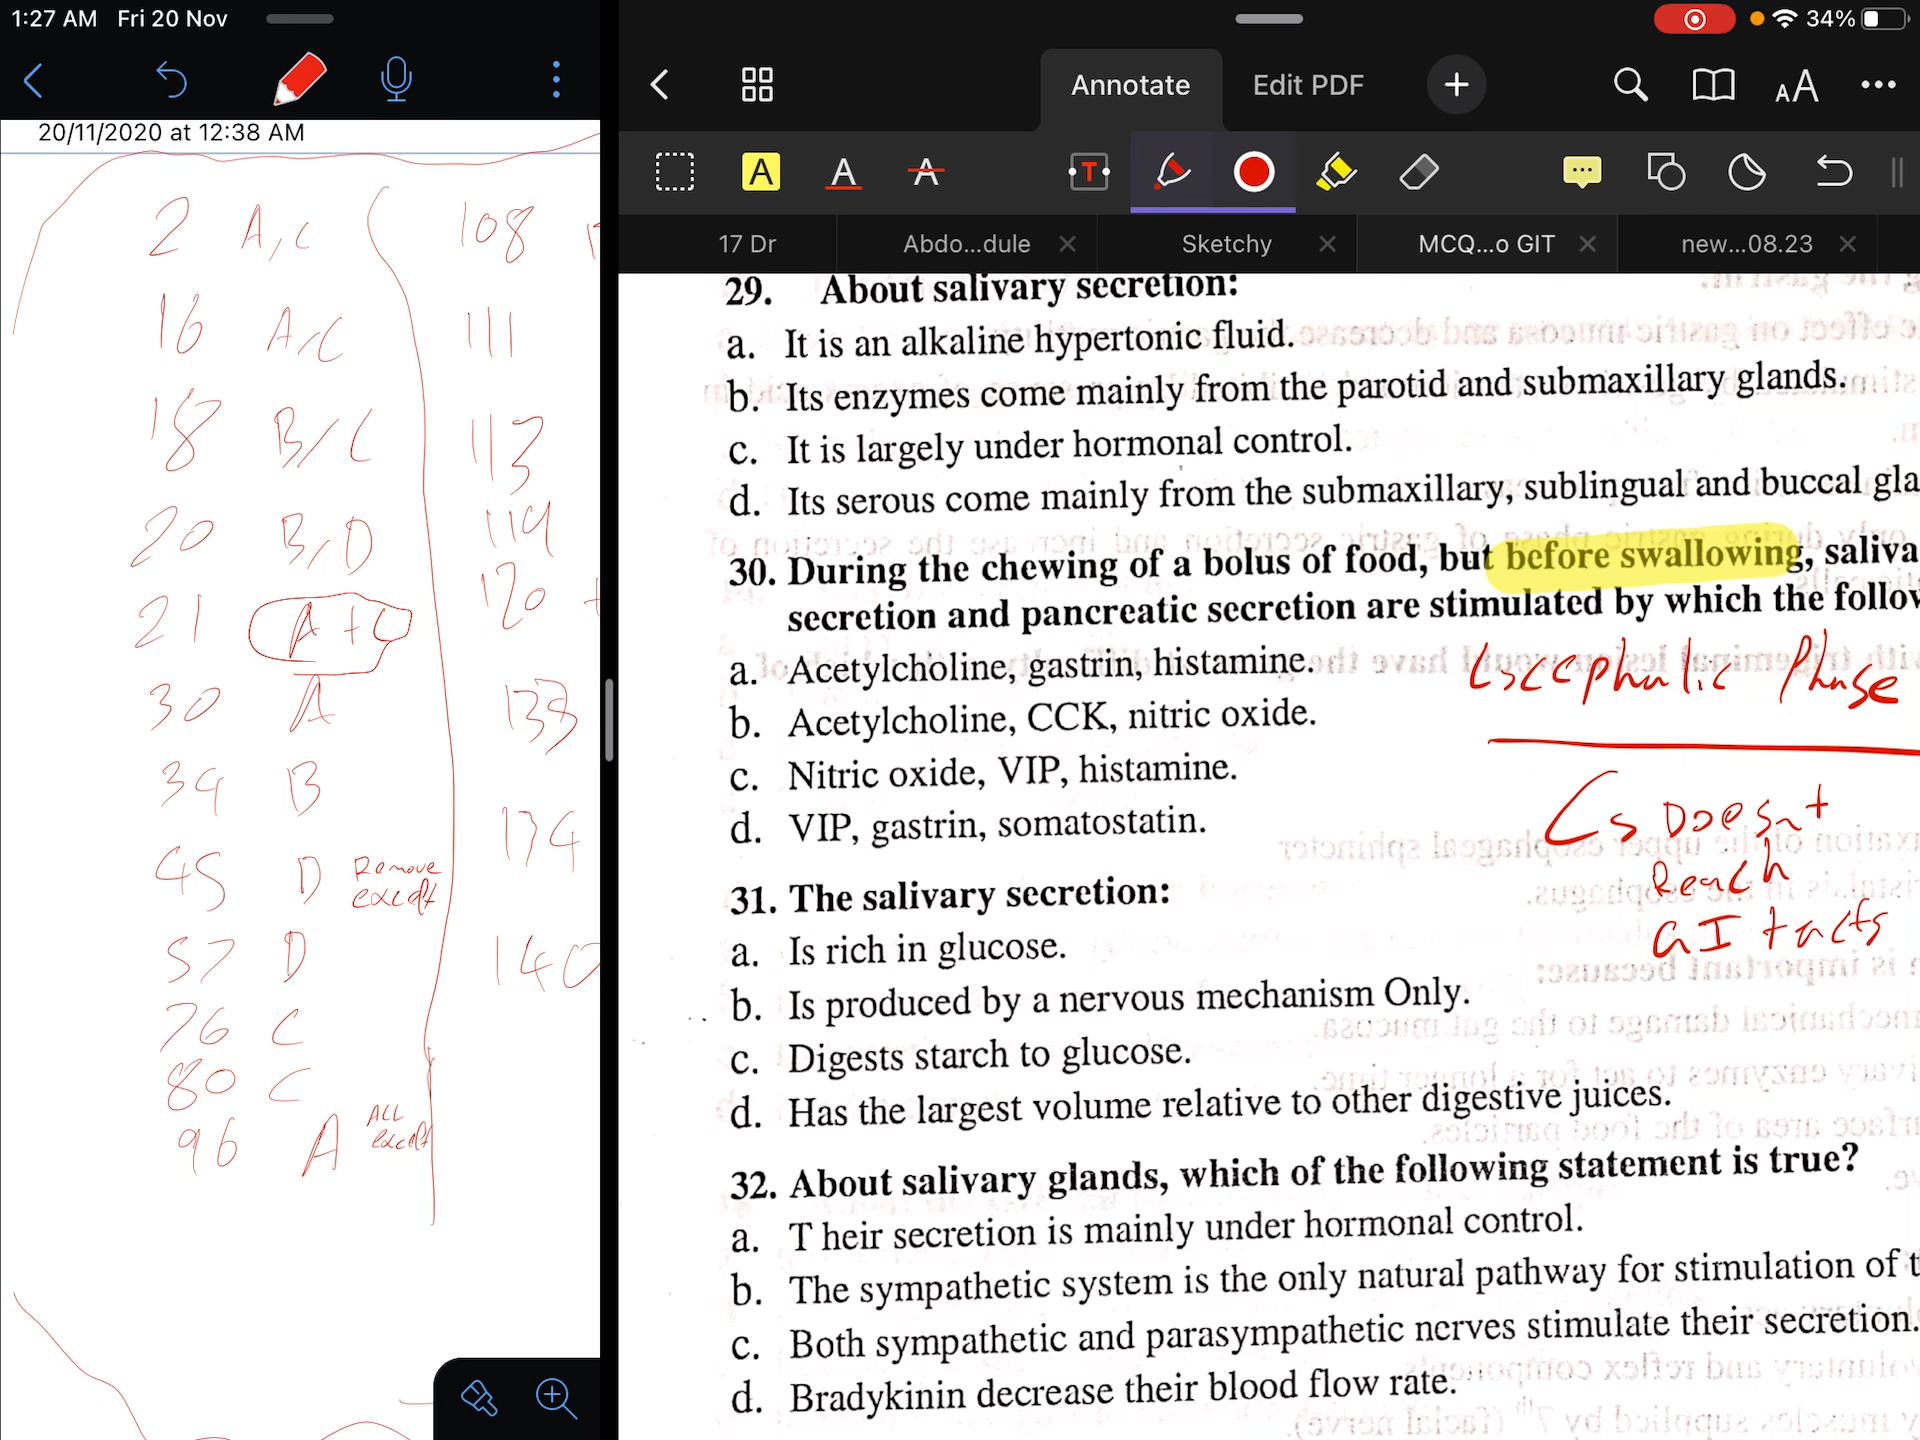 1:27 AM Fri 20 Nov
34%
20/11/2020 at 12:38 AM
2 A,C
16 A/C
18 B/C
20 B/D
21 A+C
30 A
39 B
45 D Remove except
57 D
76 C
80 C
96 A ALL except
108
111
113
114
120
133
134
140
Annotate
Edit PDF
17 Dr
Abdo...dule
Sketchy
MCQ...o GIT
new...08.23
29. About salivary secretion:
a. It is an alkaline hypertonic fluid.
b. Its enzymes come mainly from the parotid and submaxillary glands.
c. It is largely under hormonal control.
d. Its serous come mainly from the submaxillary, sublingual and buccal gla
30. During the chewing of a bolus of food, but before swallowing, saliva
secretion and pancreatic secretion are stimulated by which the follow
a. Acetylcholine, gastrin, histamine.
b. Acetylcholine, CCK, nitric oxide.
c. Nitric oxide, VIP, histamine.
d. VIP, gastrin, somatostatin.
Phase
Doesnt
Reach
GI tacts
31. The salivary secretion:
a. Is rich in glucose.
b. Is produced by a nervous mechanism Only.
c. Digests starch to glucose.
d. Has the largest volume relative to other digestive juices.
32. About salivary glands, which of the following statement is true?
a. T heir secretion is mainly under hormonal control.
b. The sympathetic system is the only natural pathway for stimulation of t
c. Both sympathetic and parasympathetic nerves stimulate their secretion.
d. Bradykinin decrease their blood flow rate.